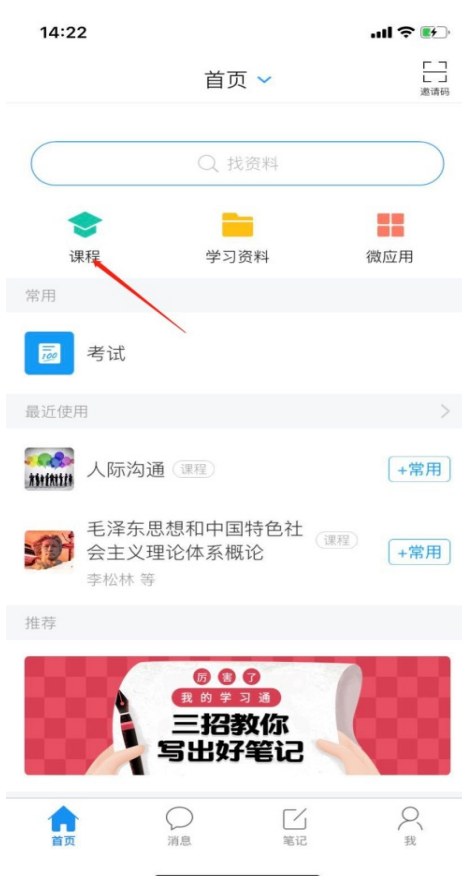 14:22
首页
邀请码
找资料
课程
学习资料
微应用
常用
100
考试
最近使用
人际沟通 课程
+常用
毛泽东思想和中国特色社
会主义理论体系概论
课程
+常用
李松林 等
推荐
厉害了
我的学习通
三招教你
写出好笔记
首页
消息
笔记
我